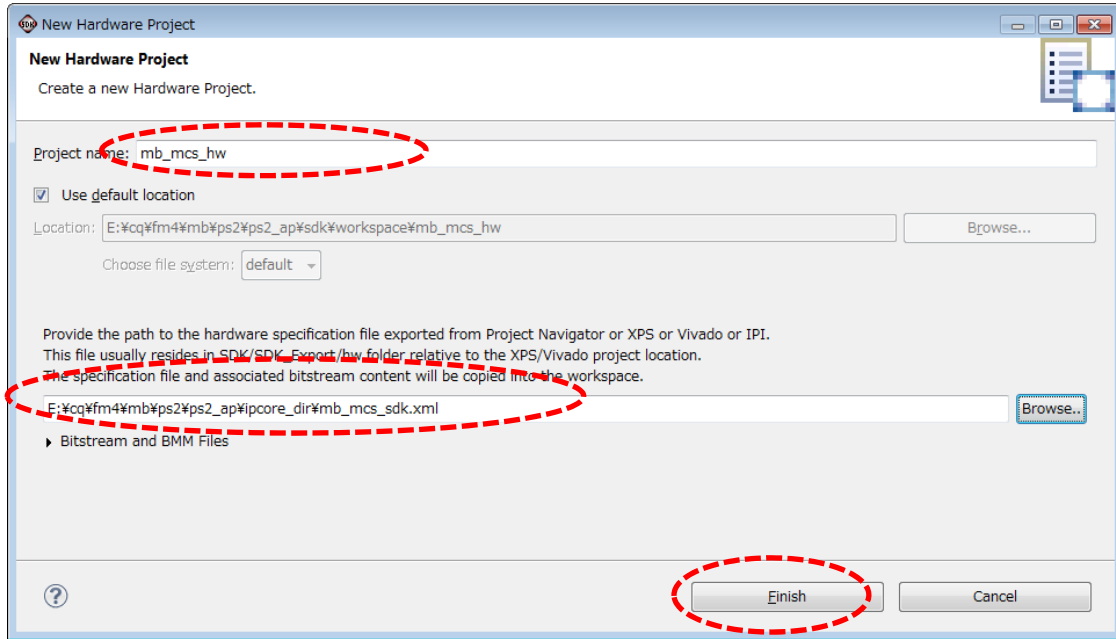 SDK New Hardware Project
New Hardware Project
Create a new Hardware Project.
Project name: mb_mcs_hw
Use default location
Location: E:¥cq¥fm4¥mb¥ps2¥ps2_ap¥sdk¥workspace¥mb_mcs_hw Browse...
Choose file system: default
Provide the path to the hardware specification file exported from Project Navigator or XPS or Vivado or IPI.
This file usually resides in SDK/SDK_Export/hw folder relative to the XPS/Vivado project location.
The specification file and associated bitstream content will be copied into the workspace.
E:¥cq¥fm4¥mb¥ps2¥ps2_ap¥ipcore_dir¥mb_mcs_sdk.xml Browse..
Bitstream and BMM Files
? Finish Cancel